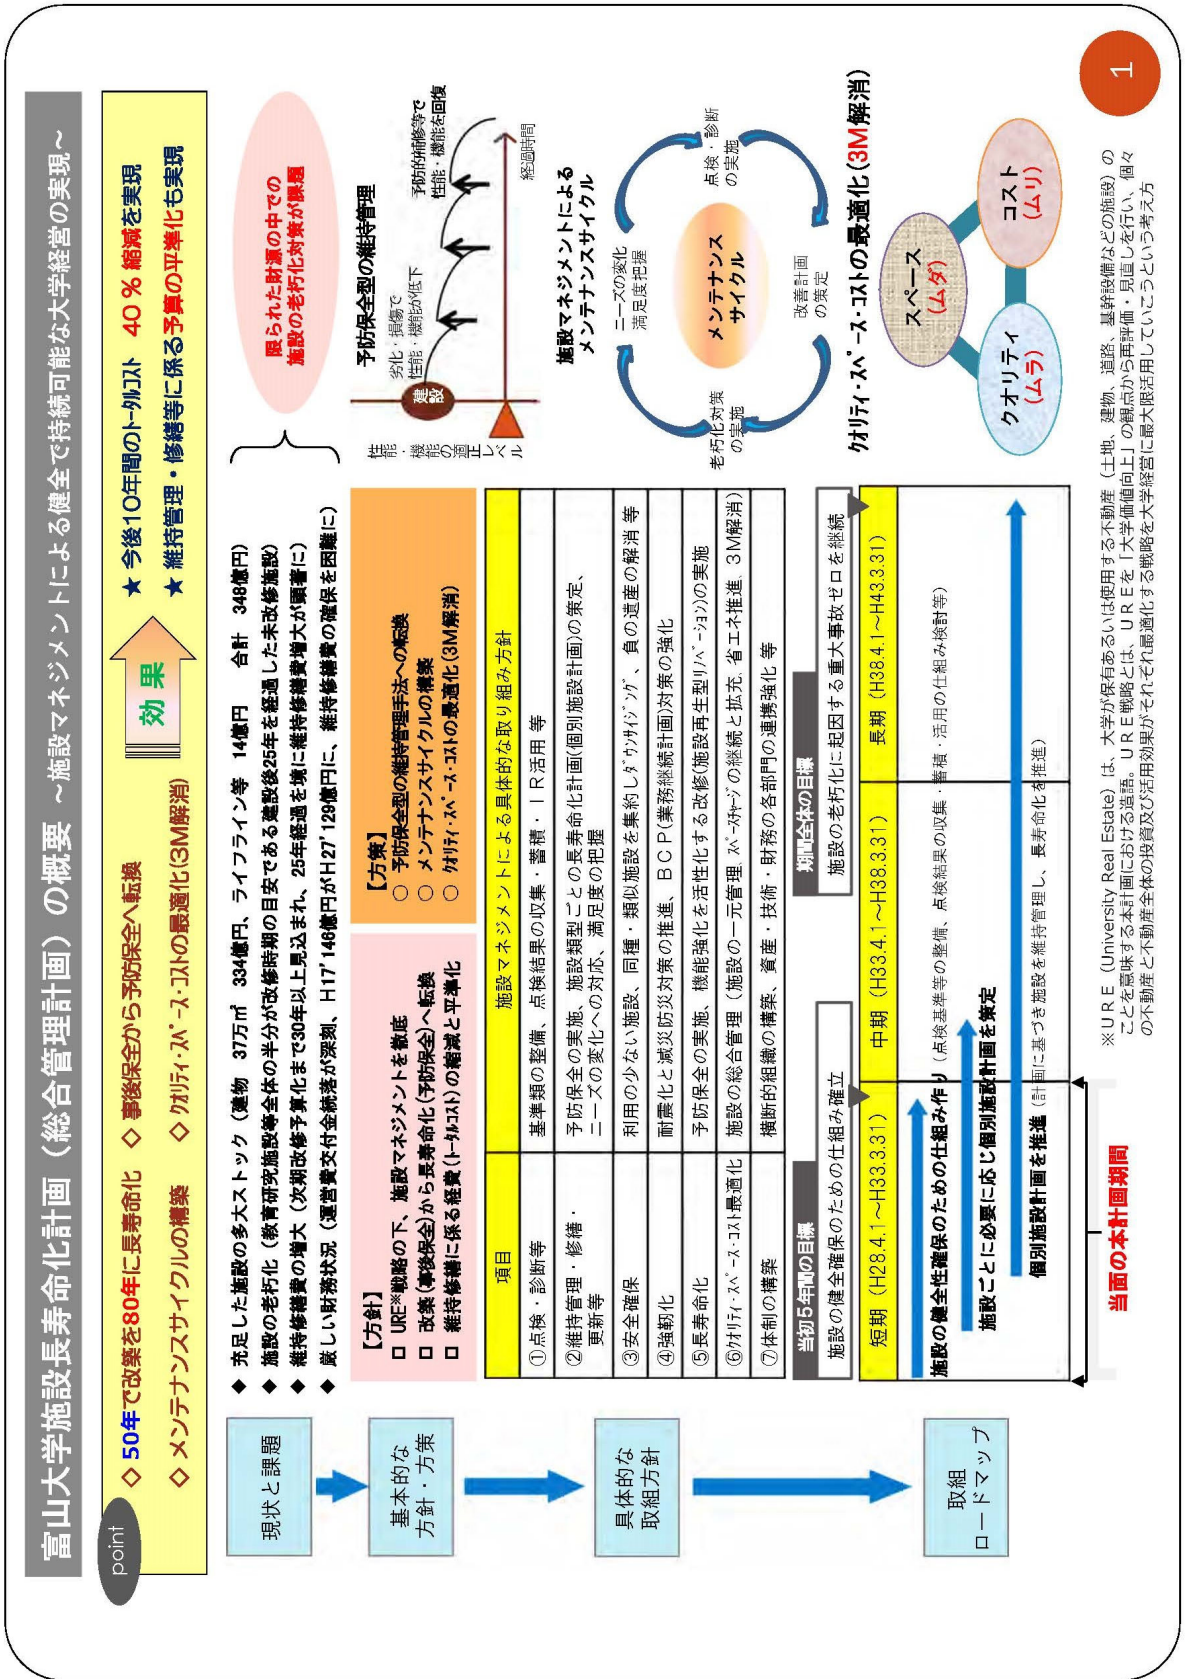 富山大学施設長寿命化計画（総合管理計画）の概要 ～施設マネジメントによる健全で持続可能な大学経営の実現～
point
◇ 50年で改築を80年に長寿命化 ◇ 事後保全から予防保全へ転換
◇ メンテナンスサイクルの構築 ◇ クオリティ・スペース・コストの最適化(3M解消)
効果
★ 今後10年間のトータルコスト 40％縮減を実現
★ 維持管理・修繕等に係る予算の平準化も実現
現状と課題
◆ 充足した施設の多大ストック（建物 37万㎡・334億円、ライフライン等 14億円 合計 348億円）
◆ 施設の老朽化（教育研究施設等全体の半分が改修時期の目安である建設後25年を経過した未改修施設）
◆ 維持修繕費の増大（次期改修予算化まで30年以上見込まれ、25年経過を境に維持修繕費増大が顕著に）
◆ 厳しい財務状況（運営費交付金続落が深刻、H17'146億円がH27'129億円に、維持修繕費の確保を困難に）
限られた財源の中での
施設の老朽化対策が課題
基本的な
方針・方策
【方針】
□ URE※戦略の下、施設マネジメントを徹底
□ 改築(事後保全)から長寿命化(予防保全)へ転換
□ 維持修繕に係る経費(トータルコスト)の縮減と平準化
【方策】
○ 予防保全型の維持管理手法への転換
○ メンテナンスサイクルの構築
○ クオリティ・スペース・コストの最適化(3M解消)
予防保全型の維持管理
劣化・損傷で
性能・機能が低下
予防的補修等で
性能・機能を回復
建設
性能・機能の適正レベル
経過時間
具体的な
取組方針
項目 施設マネジメントによる具体的な取り組み方針
①点検・診断等 基準類の整備、点検結果の収集・蓄積・ＩＲ活用 等
②維持管理・修繕・
更新等
予防保全の実施、施設類型ごとの長寿命化計画(個別施設計画)の策定、
ニーズの変化への対応、満足度の把握
③安全確保 利用の少ない施設、同種・類似施設を集約しダウンサイジング、負の遺産の解消 等
④強靭化 耐震化と減災防災対策の推進、ＢＣＰ(業務継続計画)対策の強化
⑤長寿命化 予防保全の実施、機能強化を活性化する改修(施設再生型リノベーション)の実施
⑥クオリティ・スペース・コスト最適化 施設の総合管理（施設の一元管理、スペースチャージの継続と拡充、省エネ推進、3M解消）
⑦体制の構築 横断的組織の構築、資産・技術・財務の各部門の連携強化 等
施設マネジメントによる
メンテナンスサイクル
メンテナンス
サイクル
ニーズの変化
満足度把握
点検・診断
の実施
改善計画
の策定
老朽化対策
の実施
当初5年間の目標
施設の健全確保のための仕組み確立
期間全体の目標
施設の老朽化に起因する重大事故ゼロを継続
クオリティ・スペース・コストの最適化(3M解消)
スペース
(ムダ)
クオリティ
(ムラ)
コスト
(ムリ)
取組
ロードマップ
短期（H28.4.1～H33.3.31） 中期（H33.4.1～H38.3.31） 長期（H38.4.1～H43.3.31）
施設の健全性確保のための仕組み作り（点検基準等の整備、点検結果の収集・蓄積・活用の仕組み検討等）
施設ごとに必要に応じ個別施設計画を策定
個別施設計画を推進（計画に基づき施設を維持管理し、長寿命化を推進）
当面の本計画期間
※ＵＲＥ（University Real Estate）は、大学が保有あるいは使用する不動産（土地、建物、道路、基幹設備などの施設）の
ことを意味する本計画における造語。ＵＲＥ戦略とは、ＵＲＥを「大学価値向上」の観点から再評価・見直しを行い、個々
の不動産と不動産全体の投資及び活用効果がそれぞれ最適化する戦略を大学経営に最大限活用していこうという考え方
1